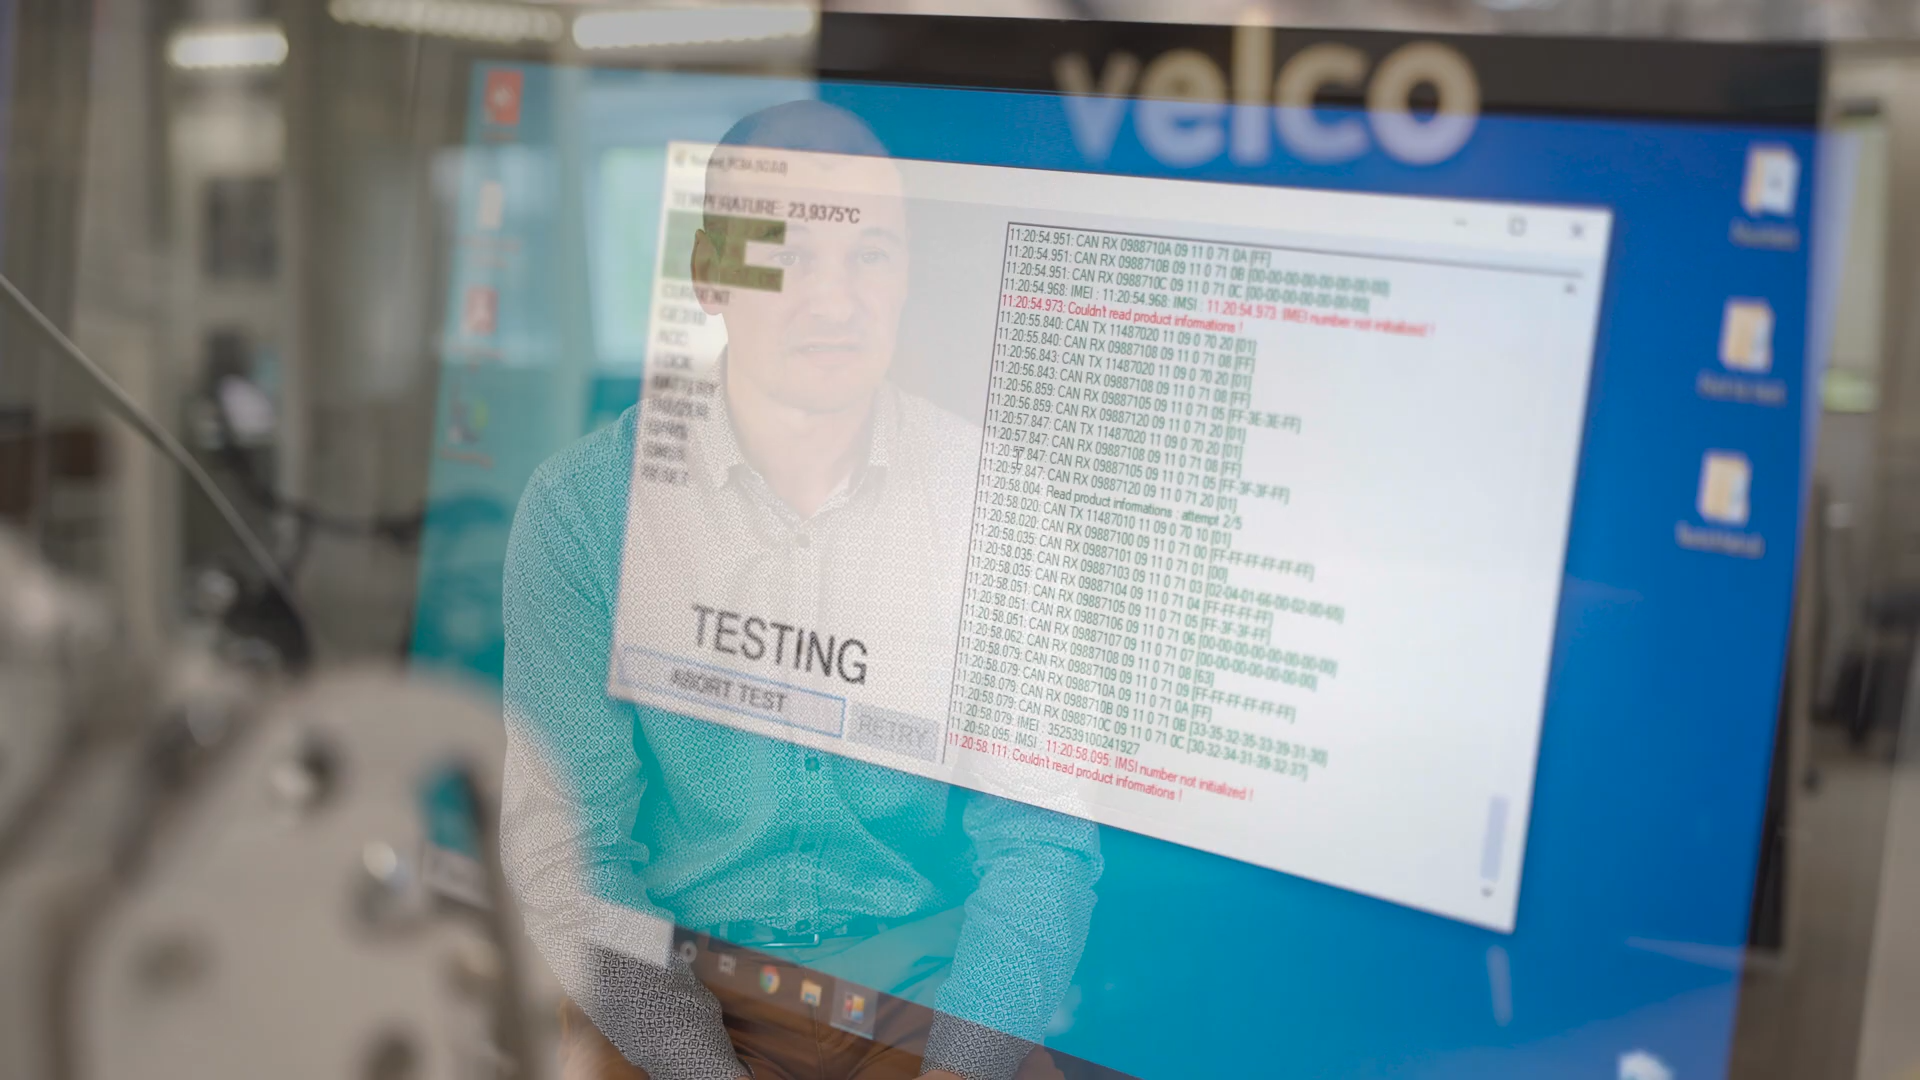 velco
TEMPERATURE: 23,9375°C
CURRENT
ACC
LOCK
BATTERY
RESET
TESTING
ABORT TEST
RETRY
11:20:54.951: CAN RX 0988710A 09 11 0 71 0A [FF]
11:20:54.951: CAN RX 0988710B 09 11 0 71 0B [00-00-00-00-00-00-00-00]
11:20:54.951: CAN RX 0988710C 09 11 0 71 0C [00-00-00-00-00-00-00]
11:20:54.968: IMEI : 11:20:54.968: IMSI : 11:20:54.973: IMEI number not initialized !
11:20:54.973: Couldn't read product informations !
11:20:55.840: CAN TX 11487020 11 09 0 70 20 [01]
11:20:55.840: CAN RX 09887108 09 11 0 71 08 [FF]
11:20:56.843: CAN TX 11487020 11 09 0 70 20 [01]
11:20:56.843: CAN RX 09887108 09 11 0 71 08 [FF]
11:20:56.859: CAN RX 09887105 09 11 0 71 05 [FF-3E-3E-FF]
11:20:56.859: CAN RX 09887120 09 11 0 71 20 [01]
11:20:57.847: CAN TX 11487020 11 09 0 70 20 [01]
11:20:57.847: CAN RX 09887108 09 11 0 71 08 [FF]
11:20:57.847: CAN RX 09887105 09 11 0 71 05 [FF-3F-3F-FF]
11:20:57.847: CAN RX 09887120 09 11 0 71 20 [01]
11:20:58.004: Read product informations : attempt 2/5
11:20:58.020: CAN TX 11487010 11 09 0 70 10 [01]
11:20:58.020: CAN RX 09887100 09 11 0 71 00 [FF-FF-FF-FF-FF-FF]
11:20:58.035: CAN RX 09887101 09 11 0 71 01 [00]
11:20:58.035: CAN RX 09887103 09 11 0 71 03 [02-04-01-66-00-02-00-65]
11:20:58.035: CAN RX 09887104 09 11 0 71 04 [FF-FF-FF-FF]
11:20:58.051: CAN RX 09887105 09 11 0 71 05 [FF-3F-3F-FF]
11:20:58.051: CAN RX 09887106 09 11 0 71 06 [00-00-00-00-00-00-00-00]
11:20:58.051: CAN RX 09887107 09 11 0 71 07 [00-00-00-00-00-00-00]
11:20:58.062: CAN RX 09887108 09 11 0 71 08 [63]
11:20:58.079: CAN RX 09887109 09 11 0 71 09 [FF-FF-FF-FF-FF-FF]
11:20:58.079: CAN RX 0988710A 09 11 0 71 0A [FF]
11:20:58.079: CAN RX 0988710B 09 11 0 71 0B [33-35-32-35-33-39-31-30]
11:20:58.079: CAN RX 0988710C 09 11 0 71 0C [30-32-34-31-39-32-37]
11:20:58.079: IMEI : 352539100241927
11:20:58.095: IMSI : 11:20:58.095: IMSI number not initialized !
11:20:58.111: Couldn't read product informations !